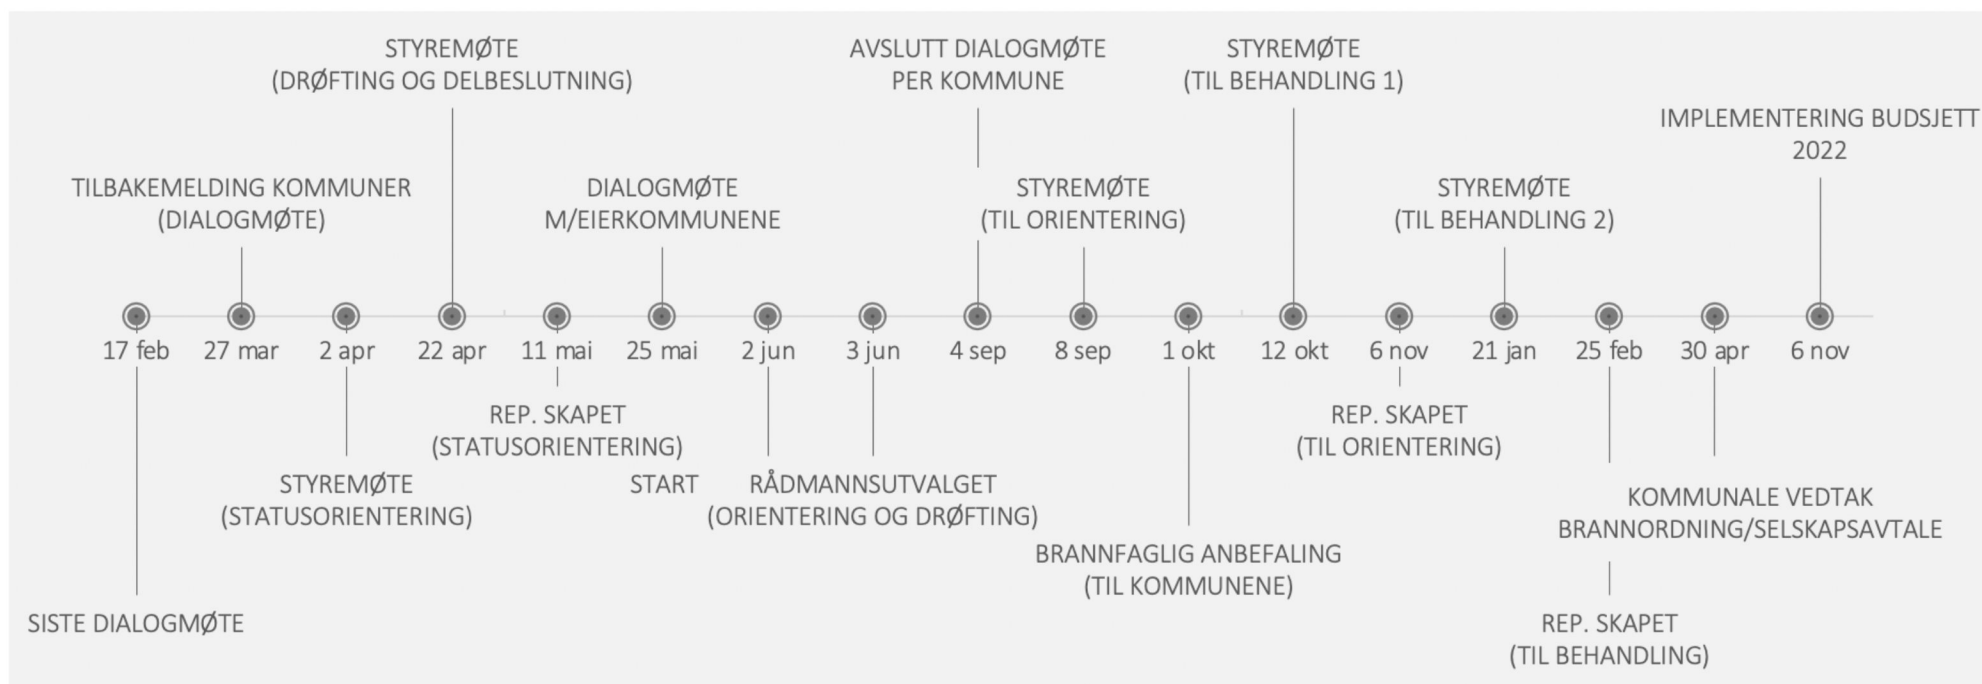 STYREMØTE
(DRØFTING OG DELBESLUTNING)
AVSLUTT DIALOGMØTE
PER KOMMUNE
STYREMØTE
(TIL BEHANDLING 1)
IMPLEMENTERING BUDSJETT
2022
TILBAKEMELDING KOMMUNER
(DIALOGMØTE)
DIALOGMØTE
M/EIERKOMMUNENE
STYREMØTE
(TIL ORIENTERING)
STYREMØTE
(TIL BEHANDLING 2)
17 feb
27 mar
2 apr
22 apr
11 mai
25 mai
2 jun
3 jun
4 sep
8 sep
1 okt
12 okt
6 nov
21 jan
25 feb
30 apr
6 nov
REP. SKAPET
(STATUSORIENTERING)
REP. SKAPET
(TIL ORIENTERING)
STYREMØTE
(STATUSORIENTERING)
START
RÅDMANNSUTVALGET
(ORIENTERING OG DRØFTING)
KOMMUNALE VEDTAK
BRANNORDNING/SELSKAPSAVTALE
BRANNFAGLIG ANBEFALING
(TIL KOMMUNENE)
SISTE DIALOGMØTE
REP. SKAPET
(TIL BEHANDLING)